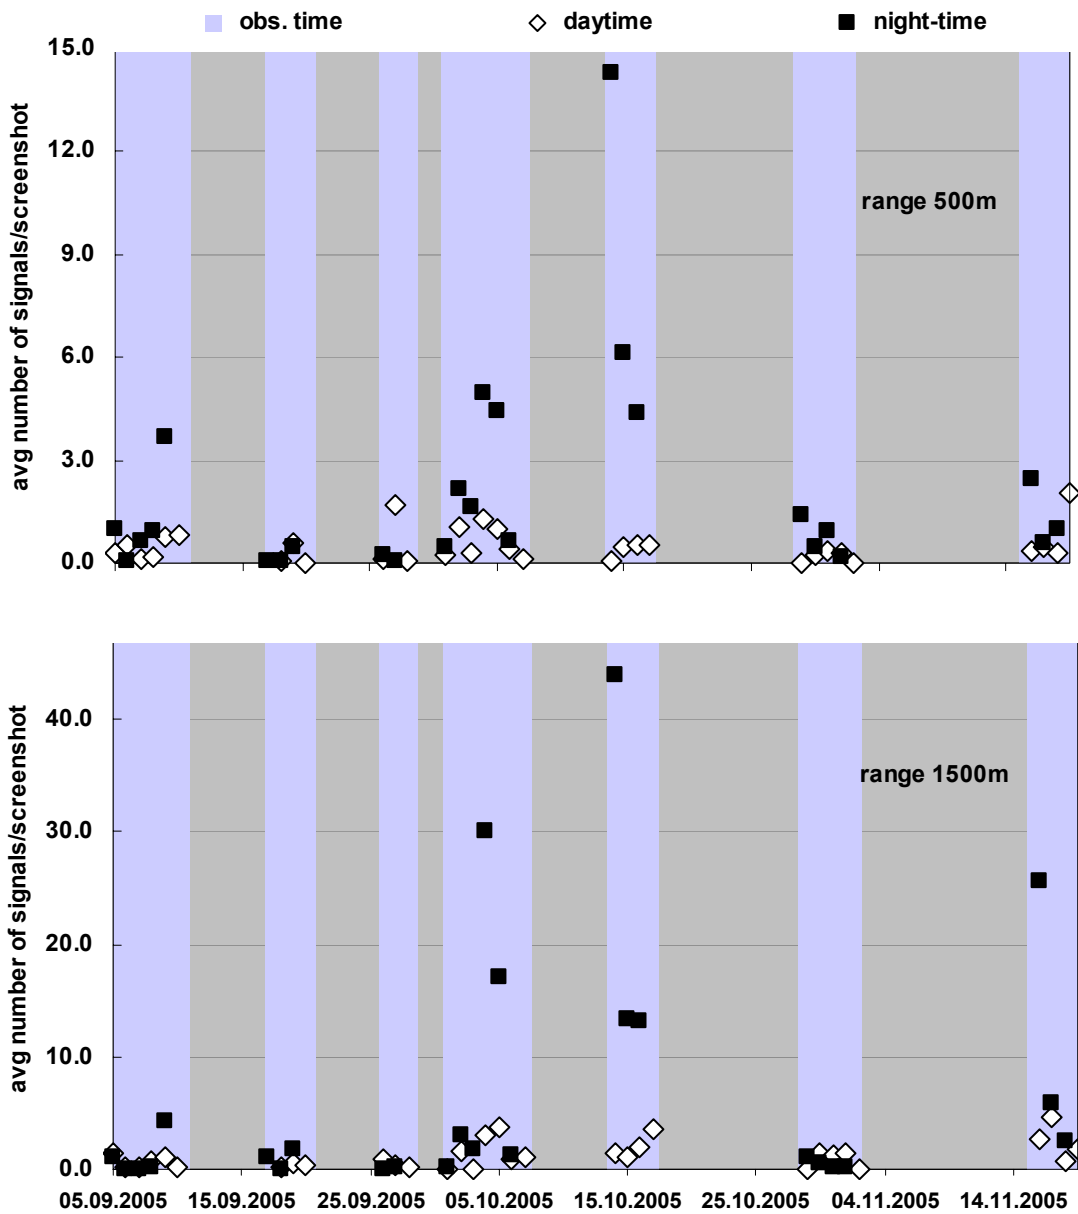 obs. time daytime night-time
15.0
12.0
9.0
6.0
3.0
0.0
avg number of signals/screenshot
range 500m
40.0
30.0
20.0
10.0
0.0
avg number of signals/screenshot
range 1500m
05.09.2005 15.09.2005 25.09.2005 05.10.2005 15.10.2005 25.10.2005 04.11.2005 14.11.2005